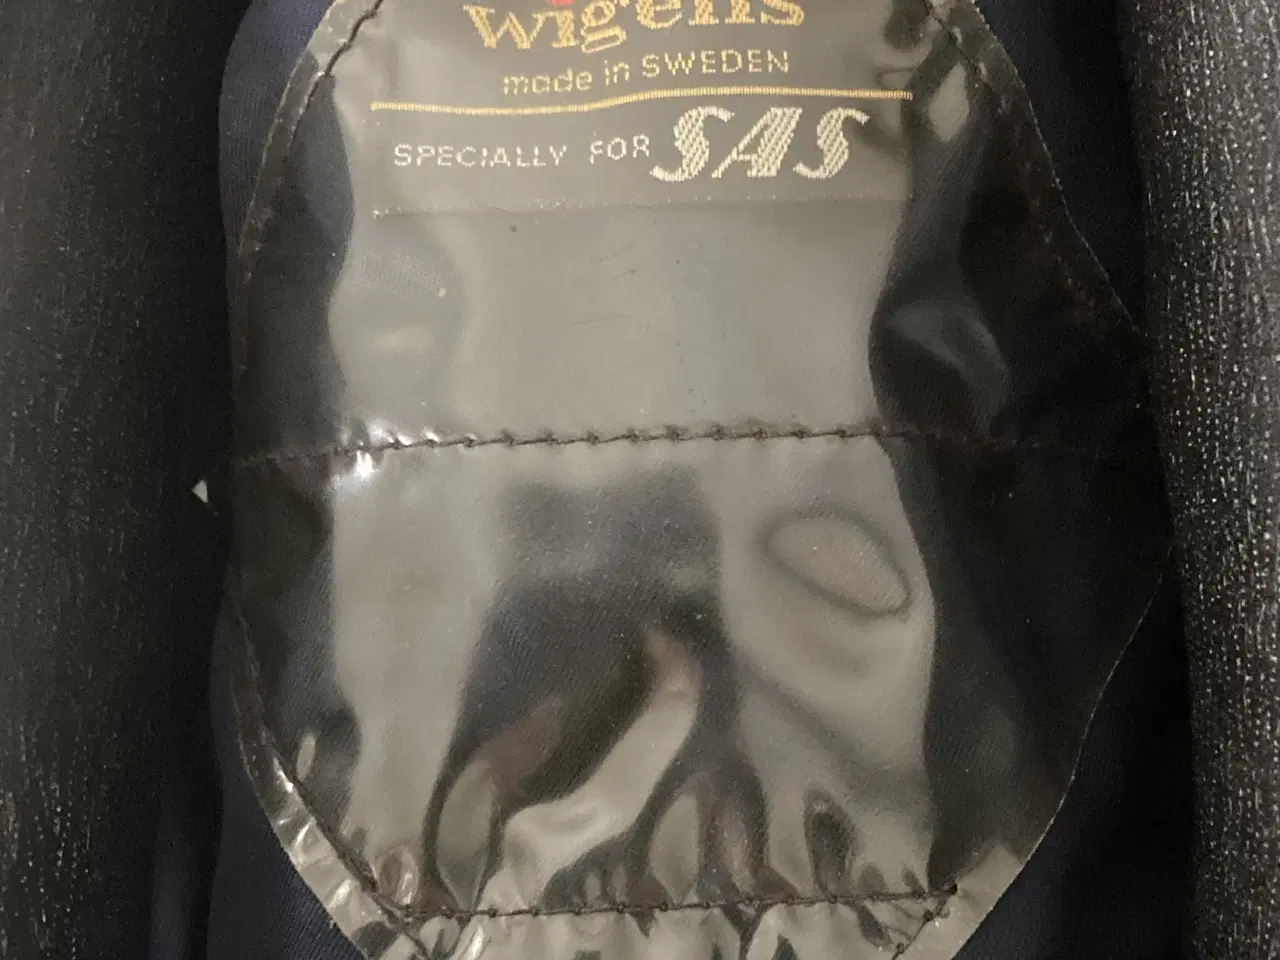 wigéns
made in SWEDEN
SPECIALLY FOR SAS